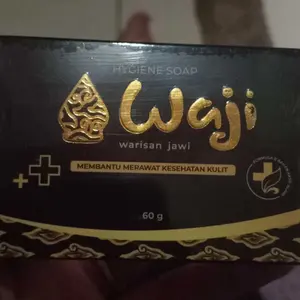 HYGIENE SOAP
Waji
warisan jawi
MEMBANTU MERAWAT KESEHATAN KULIT
60 g